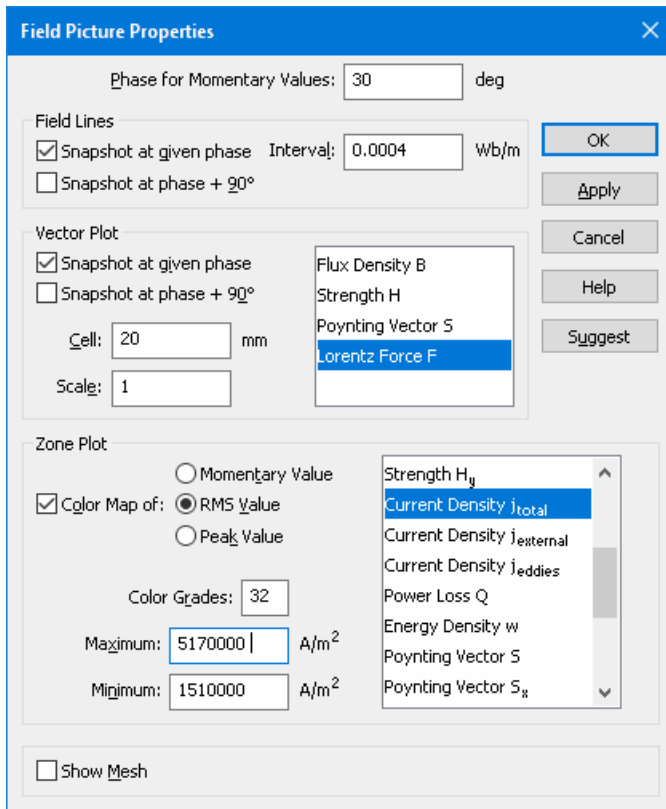 Field Picture Properties
Phase for Momentary Values: 30 deg
Field Lines
Snapshot at given phase Interval: 0.0004 Wb/m
Snapshot at phase + 90°
OK
Apply
Cancel
Help
Suggest
Vector Plot
Snapshot at given phase
Snapshot at phase + 90°
Cell: 20 mm
Scale: 1
Flux Density B
Strength H
Poynting Vector S
Lorentz Force F
Zone Plot
Color Map of:
Momentary Value
RMS Value
Peak Value
Color Grades: 32
Maximum: 5170000 A/m²
Minimum: 1510000 A/m²
Strength Hy
Current Density jtotal
Current Density jexternal
Current Density jeddies
Power Loss Q
Energy Density w
Poynting Vector S
Poynting Vector Sx
Show Mesh